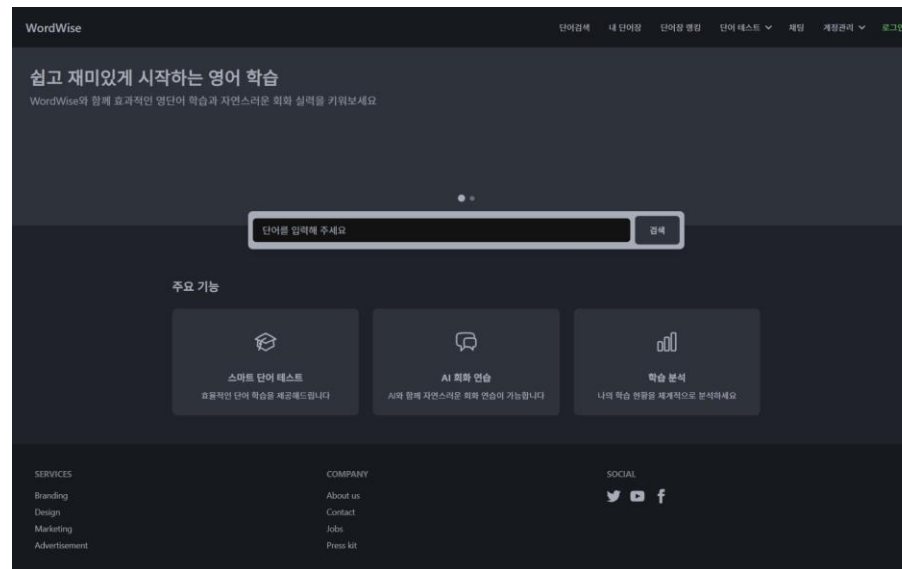 WordWise
단어검색 내 단어장 단어장 랭킹 단어 테스트 채팅 계정관리
쉽고 재미있게 시작하는 영어 학습
WordWise와 함께 효과적인 영단어 학습과 자연스러운 회화 실력을 키워보세요
단어를 입력해 주세요 검색
주요 기능
스마트 단어 테스트
효율적인 단어 학습을 제공해드립니다
AI 회화 연습
AI와 함께 자연스러운 회화 연습이 가능합니다
학습 분석
나의 학습 현황을 체계적으로 분석하세요
SERVICES
Branding
Design
Marketing
Advertisement
COMPANY
About us
Contact
Jobs
Press kit
SOCIAL